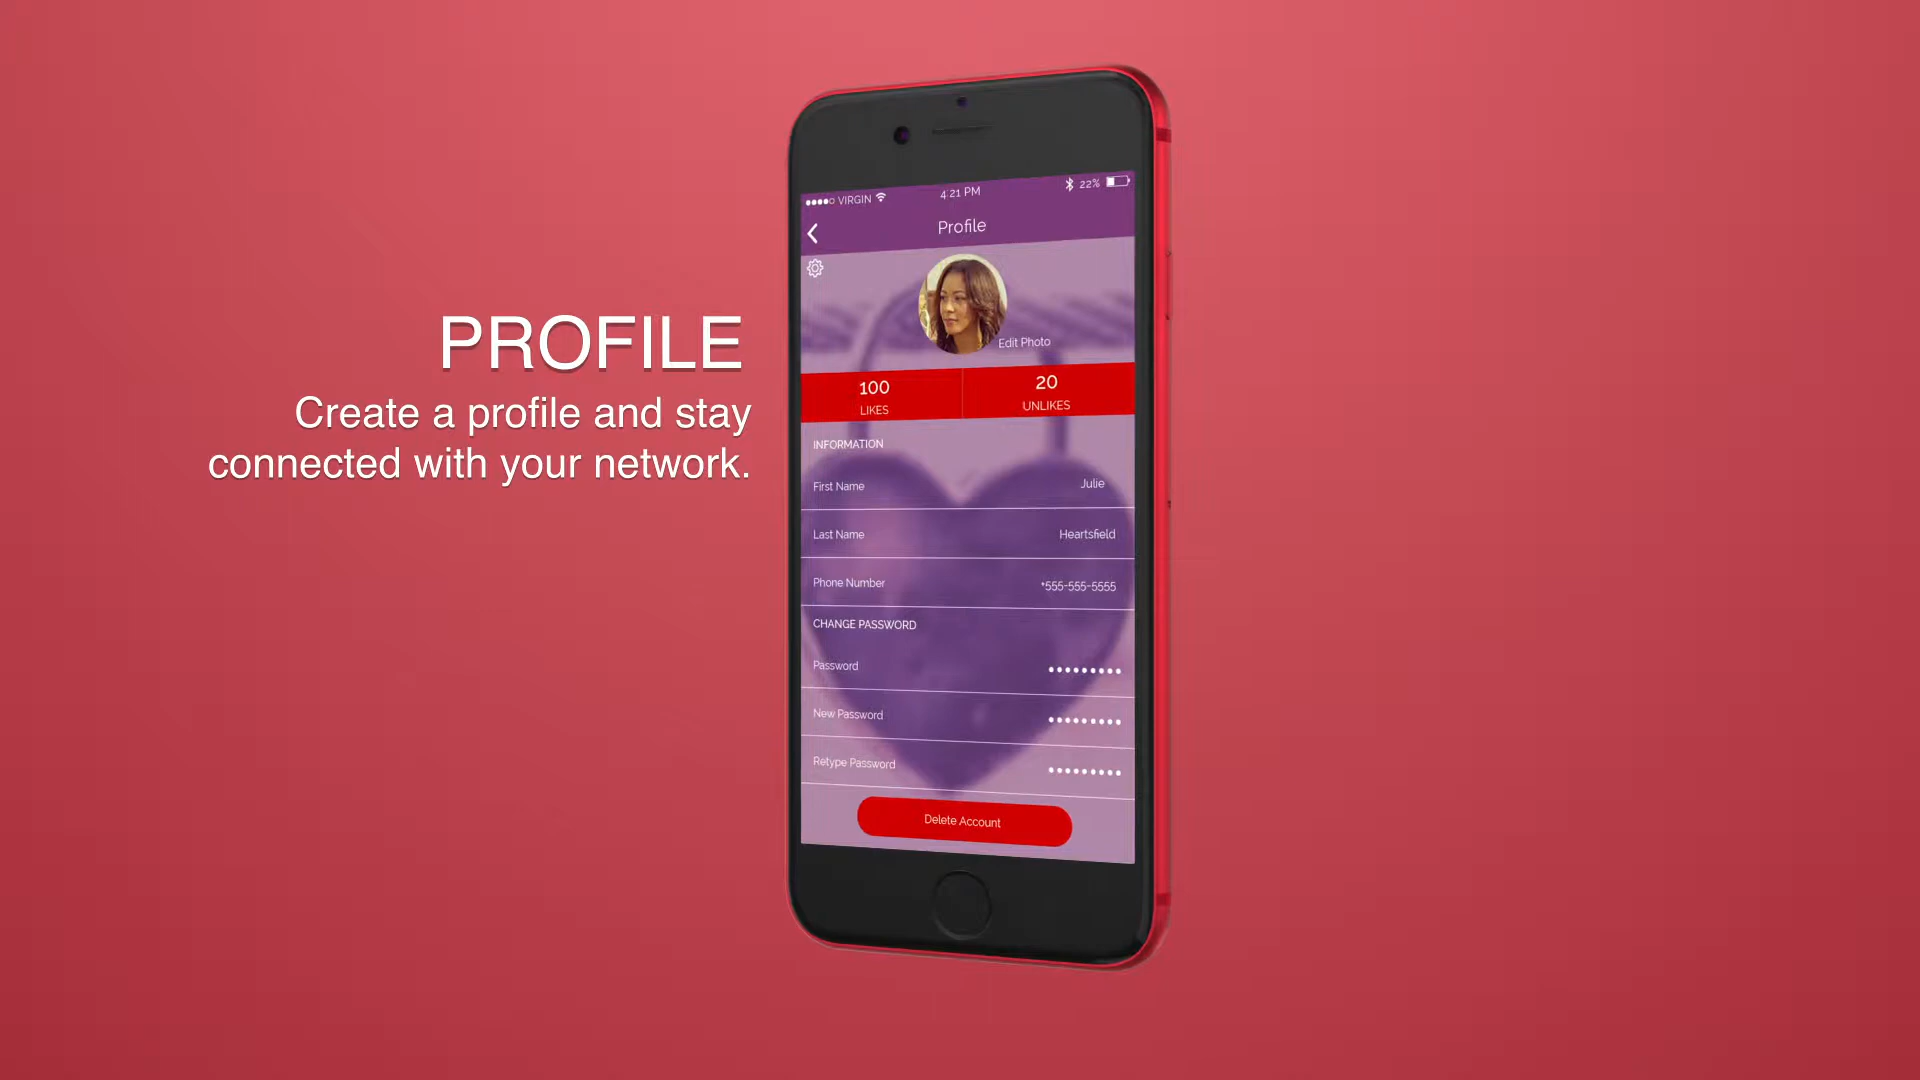 PROFILE
Create a profile and stay
connected with your network.
VIRGIN 4:21 PM 22%
Profile
Edit Photo
100 20
LIKES UNLIKES
INFORMATION
First Name Julie
Last Name Heartsfield
Phone Number +555-555-5555
CHANGE PASSWORD
Password •••••••••
New Password •••••••••
Retype Password •••••••••
Delete Account